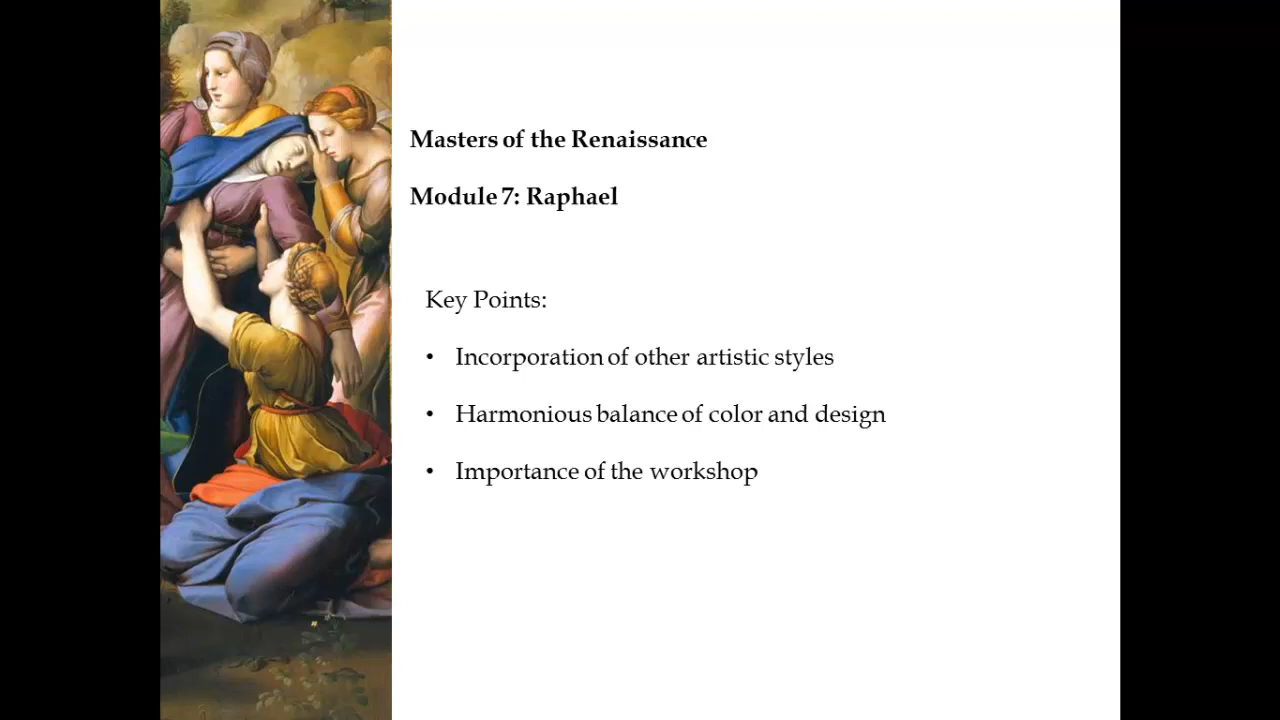 Masters of the Renaissance
Module 7: Raphael
Key Points:
• Incorporation of other artistic styles
• Harmonious balance of color and design
• Importance of the workshop